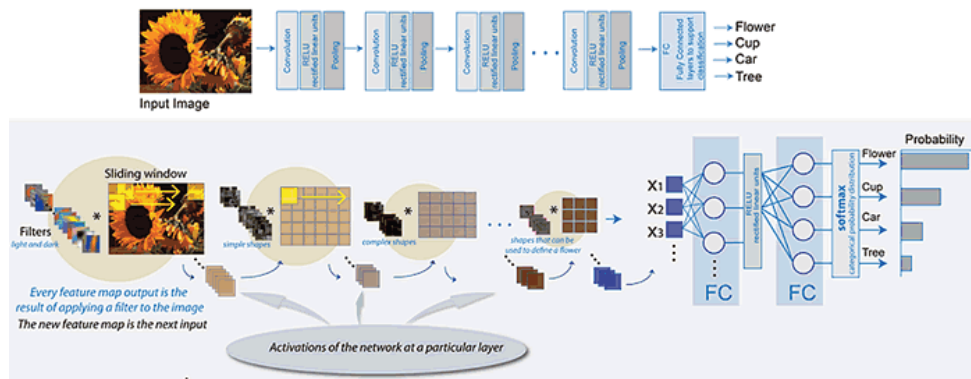 Input Image
Convolution
RELU
rectified linear units
Pooling
Convolution
RELU
rectified linear units
Pooling
Convolution
RELU
rectified linear units
Pooling
Convolution
RELU
rectified linear units
Pooling
FC
Fully Connected
layers to support
classification
Flower
Cup
Car
Tree
Sliding window
Filters
light and dark
*
simple shapes
*
complex shapes
*
shapes that can be
used to define a flower
*
Every feature map output is the
result of applying a filter to the image
The new feature map is the next input
Activations of the network at a particular layer
X1
X2
X3
FC
RELU
rectified linear units
FC
softmax
categorical probability distribution
Probability
Flower
Cup
Car
Tree